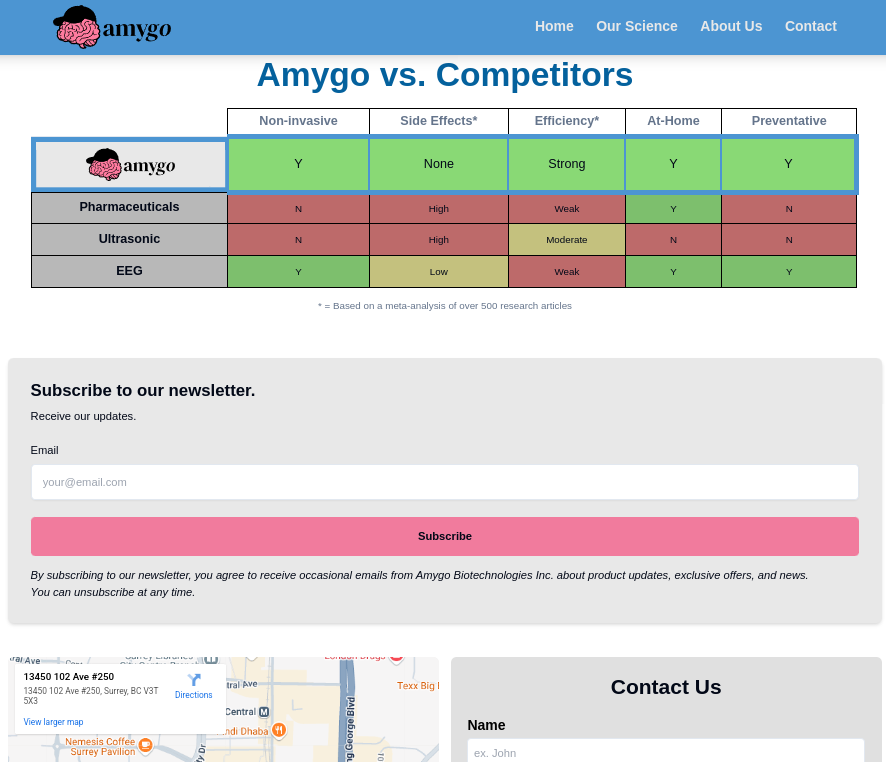 amygo
Home Our Science About Us Contact
Amygo vs. Competitors
Non-invasive Side Effects* Efficiency* At-Home Preventative
amygo Y None Strong Y Y
Pharmaceuticals N High Weak Y N
Ultrasonic N High Moderate N N
EEG Y Low Weak Y Y
* = Based on a meta-analysis of over 500 research articles
Subscribe to our newsletter.
Receive our updates.
Email
your@email.com
Subscribe
By subscribing to our newsletter, you agree to receive occasional emails from Amygo Biotechnologies Inc. about product updates, exclusive offers, and news.
You can unsubscribe at any time.
13450 102 Ave #250
13450 102 Ave #250, Surrey, BC V3T
5X3
Directions
View larger map
Central
Texx Big
Nemesis Coffee
Surrey Pavilion
Dhaba
George Blvd
London Drugs
Contact Us
Name
ex. John